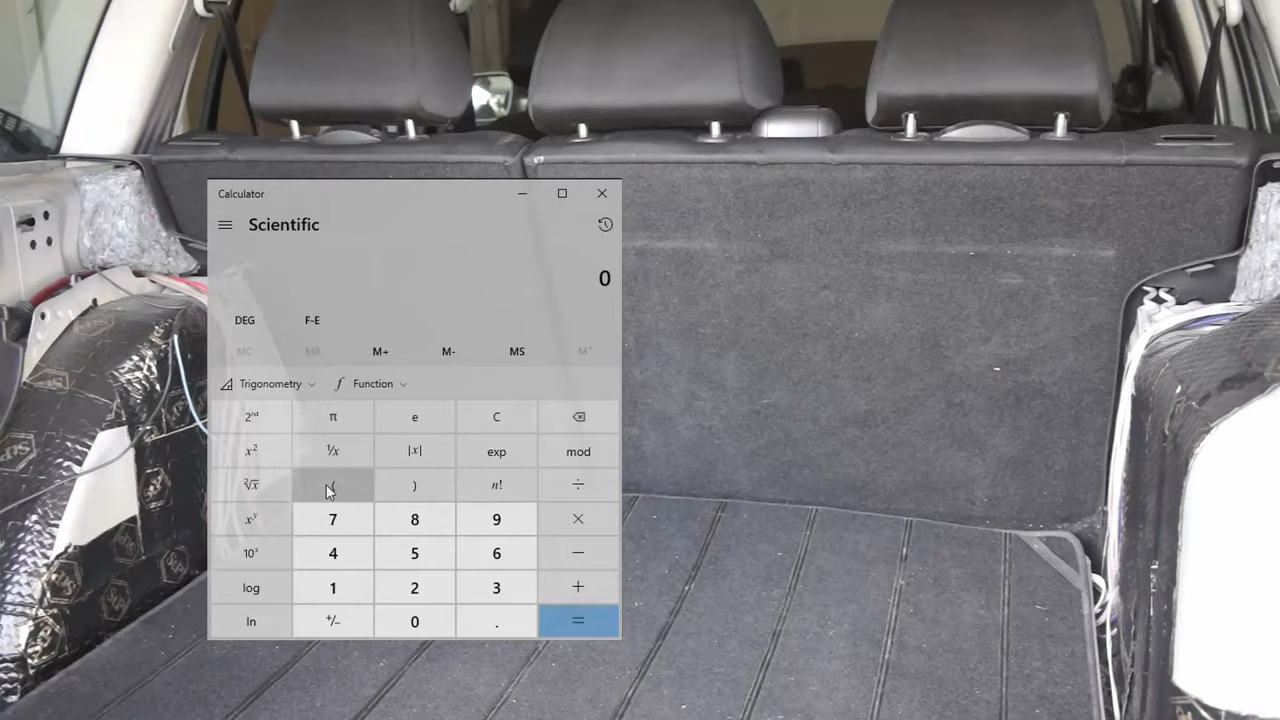 Calculator
Scientific
0
DEG F-E
MC MR M+ M- MS M˅
Trigonometry f Function
2ⁿᵈ π e C
x² ¹/x |x| exp mod
²√x ( ) n! ÷
xʸ 7 8 9 ×
10ˣ 4 5 6 −
log 1 2 3 +
ln +/− 0 . =